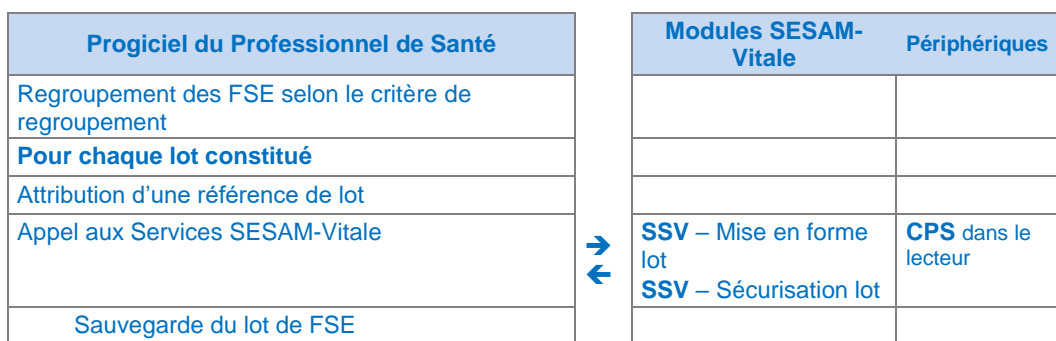 Progiciel du Professionnel de Santé
Modules SESAM-
Vitale
Périphériques
Regroupement des FSE selon le critère de
regroupement
Pour chaque lot constitué
Attribution d'une référence de lot
Appel aux Services SESAM-Vitale
➔
SSV – Mise en forme
lot
SSV – Sécurisation lot
CPS dans le
lecteur
Sauvegarde du lot de FSE